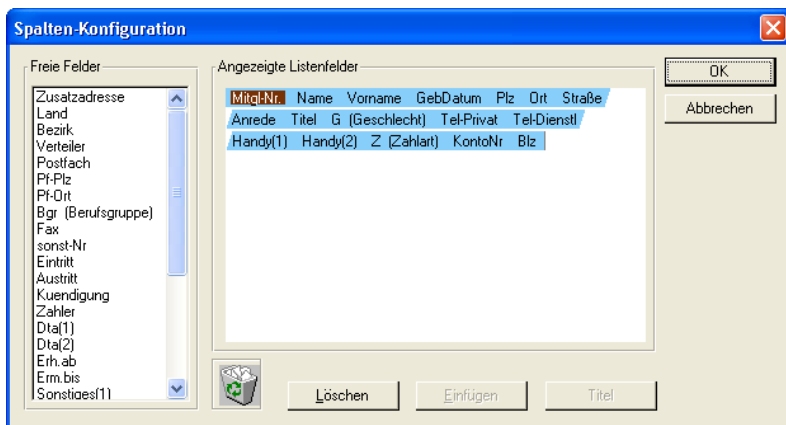 Spalten-Konfiguration
Freie Felder
Zusatzadresse
Land
Bezirk
Verteiler
Postfach
Pf-Plz
Pf-Ort
Bgr (Berufsgruppe)
Fax
sonst-Nr
Eintritt
Austritt
Kuendigung
Zahler
Dta(1)
Dta(2)
Erh.ab
Erm.bis
Sonstiges(1)
Angezeigte Listenfelder
Mitgl-Nr. Name Vorname GebDatum Plz Ort Straße
Anrede Titel G (Geschlecht) Tel-Privat Tel-Dienstl
Handy(1) Handy(2) Z (Zahlart) KontoNr Blz
OK
Abbrechen
Löschen Einfügen Titel